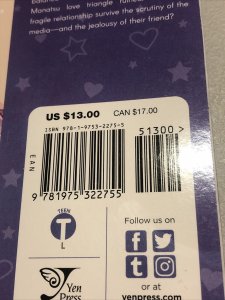 Manatsu love triangle
fragile relationship survive the scrutiny of the
media—and the jealousy of their friend?
US $13.00 CAN $17.00
ISBN 978-1-9753-2275-5
51300 >
EAN
9 781975 322755
TEEN
T
L
Follow us on
f
t
or at
yenpress.com
Yen
Press